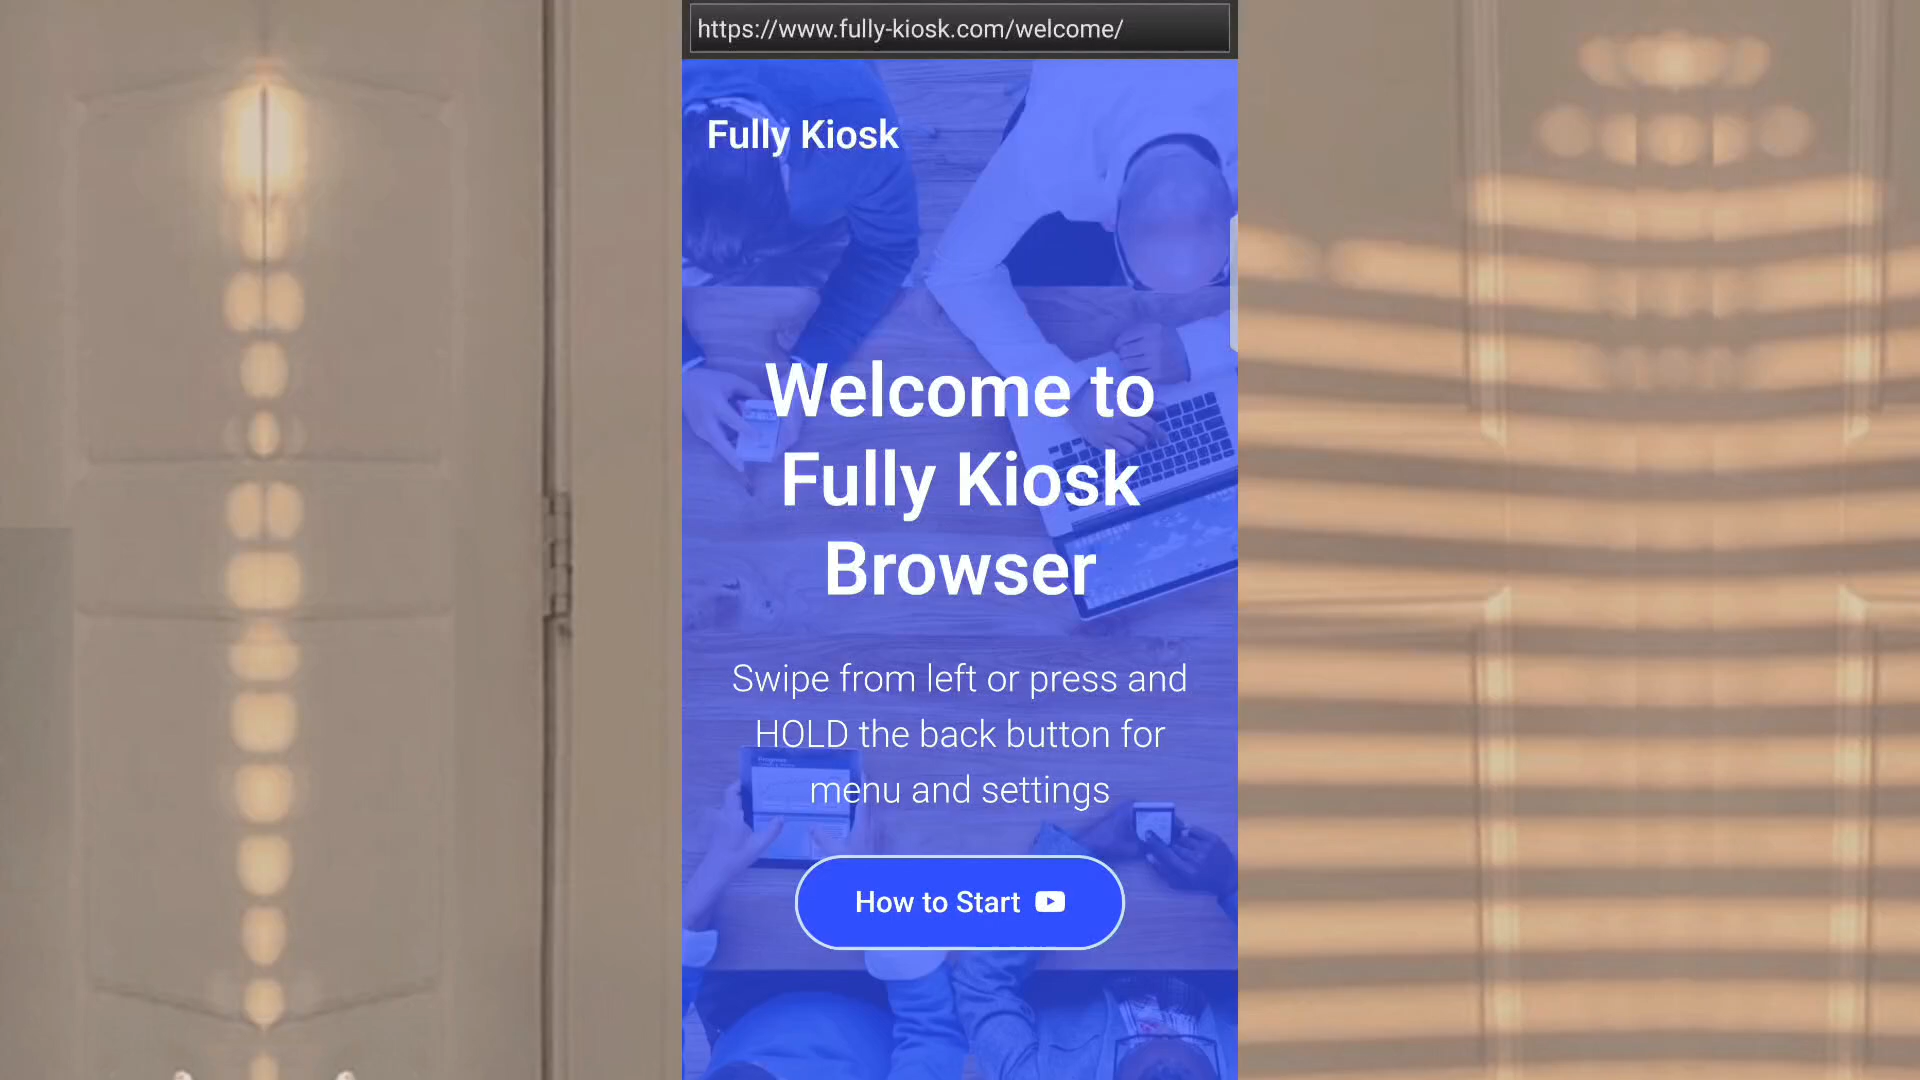 https://www.fully-kiosk.com/welcome/
Fully Kiosk
Welcome to
Fully Kiosk
Browser
Swipe from left or press and
HOLD the back button for
menu and settings
How to Start